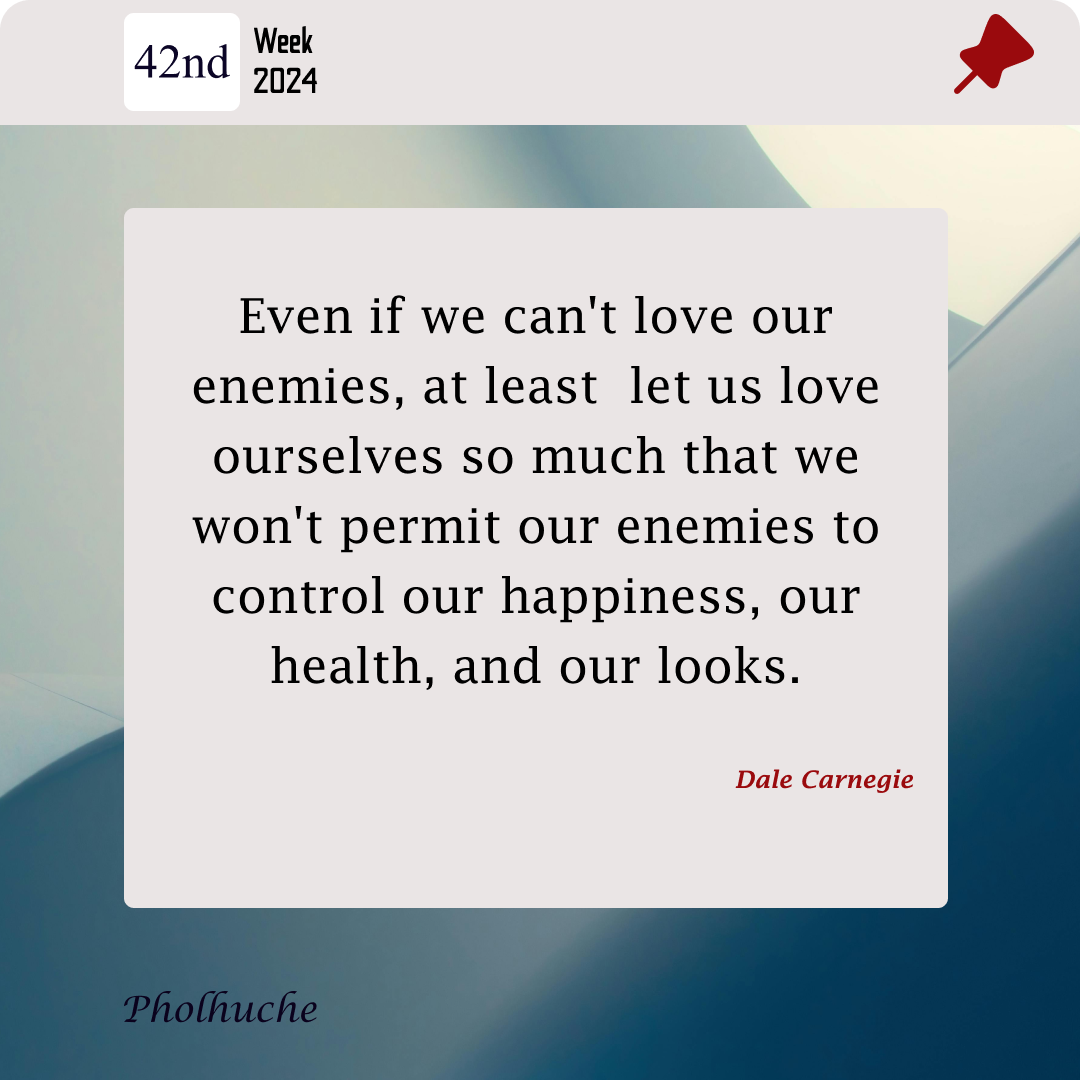 42nd
Week
2024
Even if we can't love our
enemies, at least  let us love
ourselves so much that we
won't permit our enemies to
control our happiness, our
health, and our looks.
Dale Carnegie
Pholhuche